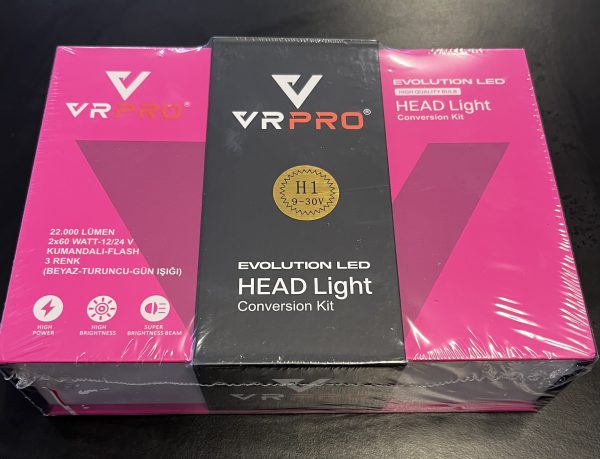 VRPRO®
22.000 LÜMEN
2x60 WATT-12/24 V
KUMANDALI-FLASH
3 RENK
(BEYAZ-TURUNCU-GÜN IŞIĞI)
HIGH
POWER
HIGH
BRIGHTNESS
SUPER
BRIGHTNESS BEAM
VRPRO®
H1
9-30V
EVOLUTION LED
HEAD Light
Conversion Kit
EVOLUTION LED
HIGH QUALITY BULB
HEAD Light
Conversion Kit
VRPRO